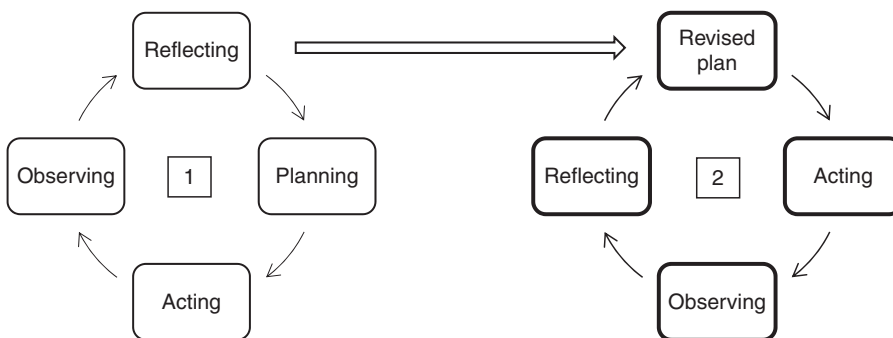 Reflecting
Revised
plan
Observing
1
Planning
Reflecting
2
Acting
Acting
Observing